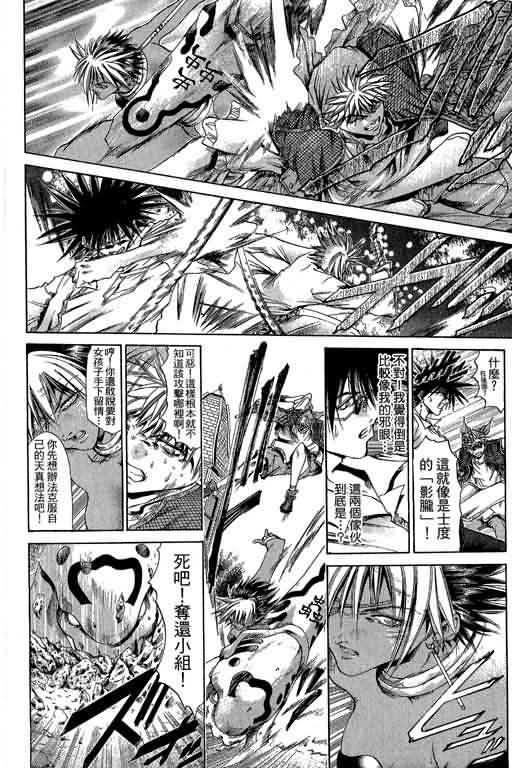 什麼？
這就像是士度
的「影朧」！
不對！我覺得倒是
比較像我的邪眼…
這兩個傢伙
到底是…？
可惡！這樣根本就不
知道該攻擊哪裡啊！
哼！你還敢說要對
女孩子手下留情…
你先想辦法克服自
己的天真想法吧！
死吧！奪還小組！